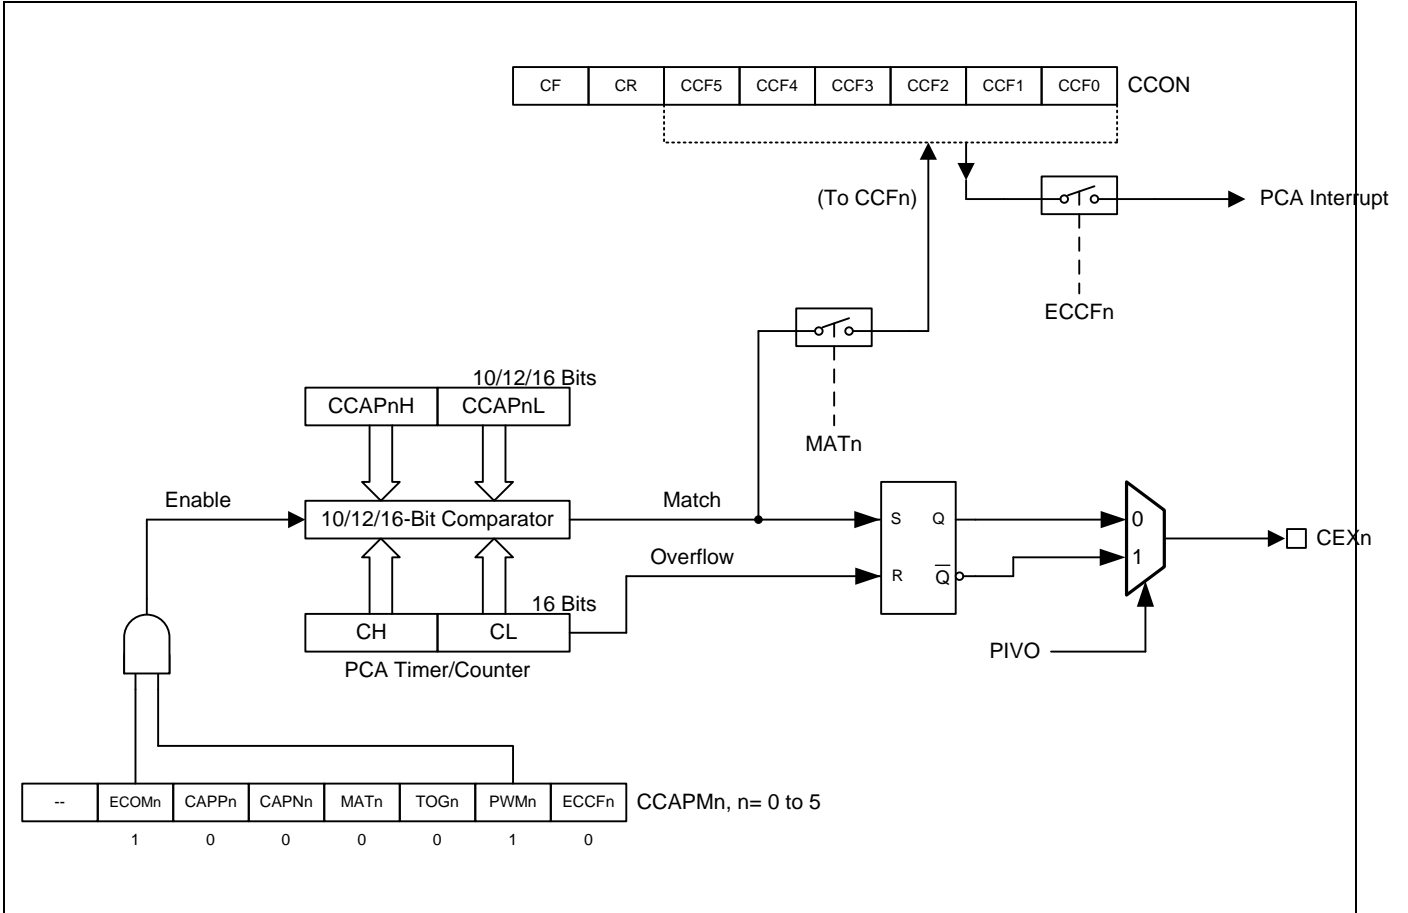 CF CR CCF5 CCF4 CCF3 CCF2 CCF1 CCF0 CCON
(To CCFn)
PCA Interrupt
ECCFn
10/12/16 Bits
CCAPnH CCAPnL
MATn
Enable
10/12/16-Bit Comparator
Match
S Q
0
CEXn
Overflow
R Q
1
16 Bits
CH CL
PCA Timer/Counter
PIVO
-- ECOMn CAPPn CAPNn MATn TOGn PWMn ECCFn CCAPMn, n= 0 to 5
1 0 0 0 0 1 0